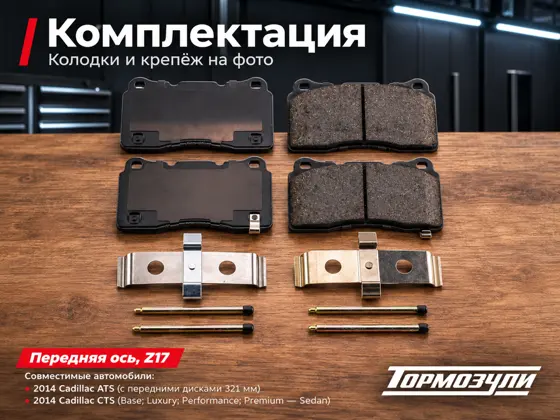 Комплектация
Колодки и крепёж на фото
Передняя ось, Z17
Совместимые автомобили:
• 2014 Cadillac ATS (с передними дисками 321 мм)
• 2014 Cadillac CTS (Base; Luxury; Performance; Premium — Sedan)
ТОРМОЗУПИ